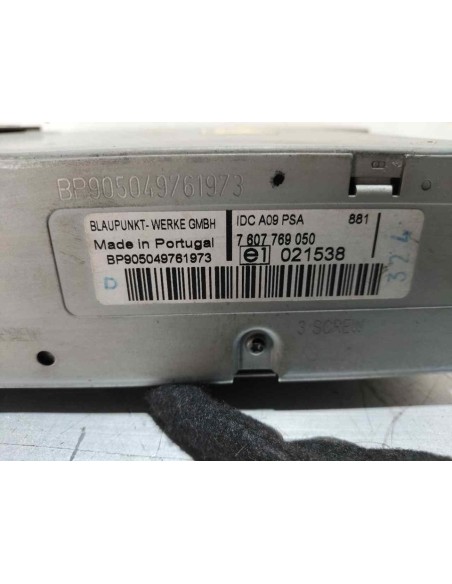 BP905049761973
BLAUPUNKT-WERKE GMBH
Made in Portugal
BP905049761973
IDC A09 PSA 881
7 607 769 050
e1 021538
D
324
3 SCREW